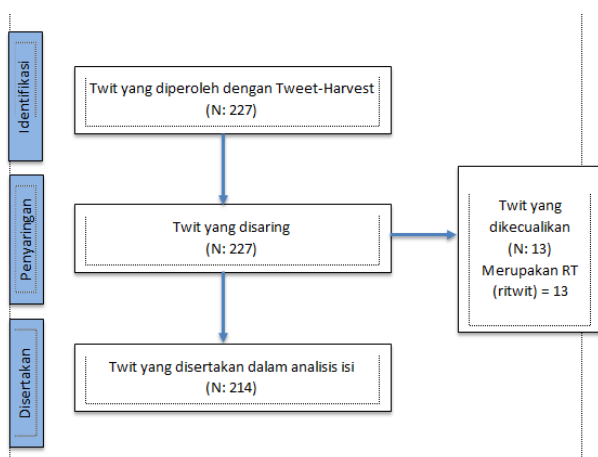 Identifikasi
Twit yang diperoleh dengan Tweet-Harvest
(N: 227)
Penyaringan
Twit yang disaring
(N: 227)
Twit yang
dikecualikan
(N: 13)
Merupakan RT
(ritwit) = 13
Disertakan
Twit yang disertakan dalam analisis isi
(N: 214)